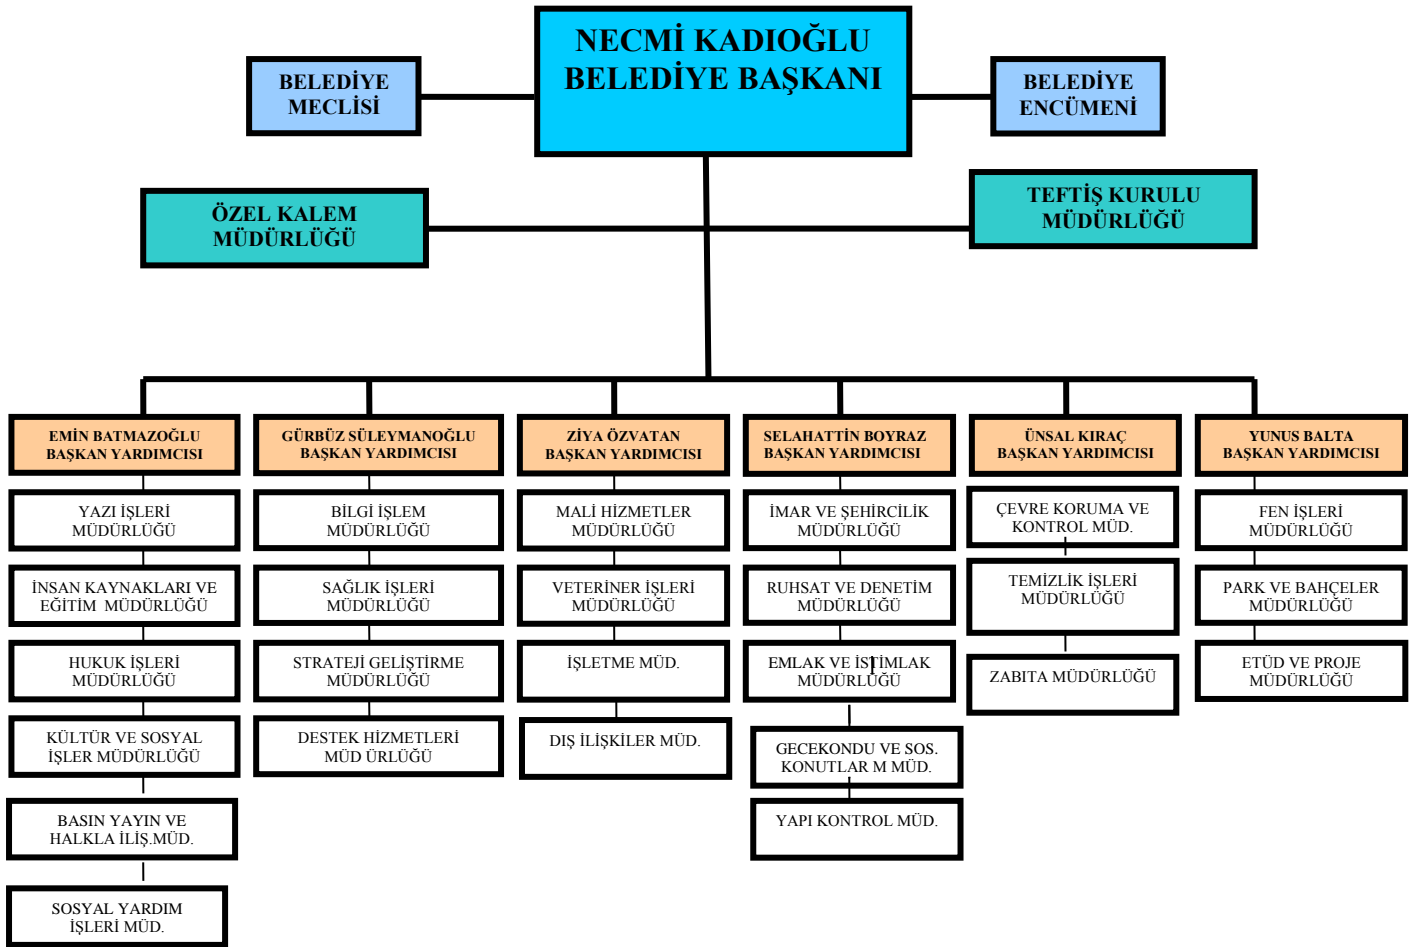 NECMİ KADIOĞLU
BELEDİYE BAŞKANI
BELEDİYE
MECLİSİ
BELEDİYE
ENCÜMENİ
ÖZEL KALEM
MÜDÜRLÜĞÜ
TEFTİŞ KURULU
MÜDÜRLÜĞÜ
EMİN BATMAZOĞLU
BAŞKAN YARDIMCISI
YAZI İŞLERİ
MÜDÜRLÜĞÜ
İNSAN KAYNAKLARI VE
EĞİTİM MÜDÜRLÜĞÜ
HUKUK İŞLERİ
MÜDÜRLÜĞÜ
KÜLTÜR VE SOSYAL
İŞLER MÜDÜRLÜĞÜ
BASIN YAYIN VE
HALKLA İLİŞ.MÜD.
SOSYAL YARDIM
İŞLERİ MÜD.
GÜRBÜZ SÜLEYMANOĞLU
BAŞKAN YARDIMCISI
BİLGİ İŞLEM
MÜDÜRLÜĞÜ
SAĞLIK İŞLERİ
MÜDÜRLÜĞÜ
STRATEJİ GELİŞTİRME
MÜDÜRLÜĞÜ
DESTEK HİZMETLERİ
MÜD ÜRLÜĞÜ
ZİYA ÖZVATAN
BAŞKAN YARDIMCISI
MALİ HİZMETLER
MÜDÜRLÜĞÜ
VETERİNER İŞLERİ
MÜDÜRLÜĞÜ
İŞLETME MÜD.
DIŞ İLİŞKİLER MÜD.
SELAHATTİN BOYRAZ
BAŞKAN YARDIMCISI
İMAR VE ŞEHİRCİLİK
MÜDÜRLÜĞÜ
RUHSAT VE DENETİM
MÜDÜRLÜĞÜ
EMLAK VE İSTİMLAK
MÜDÜRLÜĞÜ
GECEKONDU VE SOS.
KONUTLAR M MÜD.
YAPI KONTROL MÜD.
ÜNSAL KIRAÇ
BAŞKAN YARDIMCISI
ÇEVRE KORUMA VE
KONTROL MÜD.
TEMİZLİK İŞLERİ
MÜDÜRLÜĞÜ
ZABITA MÜDÜRLÜĞÜ
YUNUS BALTA
BAŞKAN YARDIMCISI
FEN İŞLERİ
MÜDÜRLÜĞÜ
PARK VE BAHÇELER
MÜDÜRLÜĞÜ
ETÜD VE PROJE
MÜDÜRLÜĞÜ